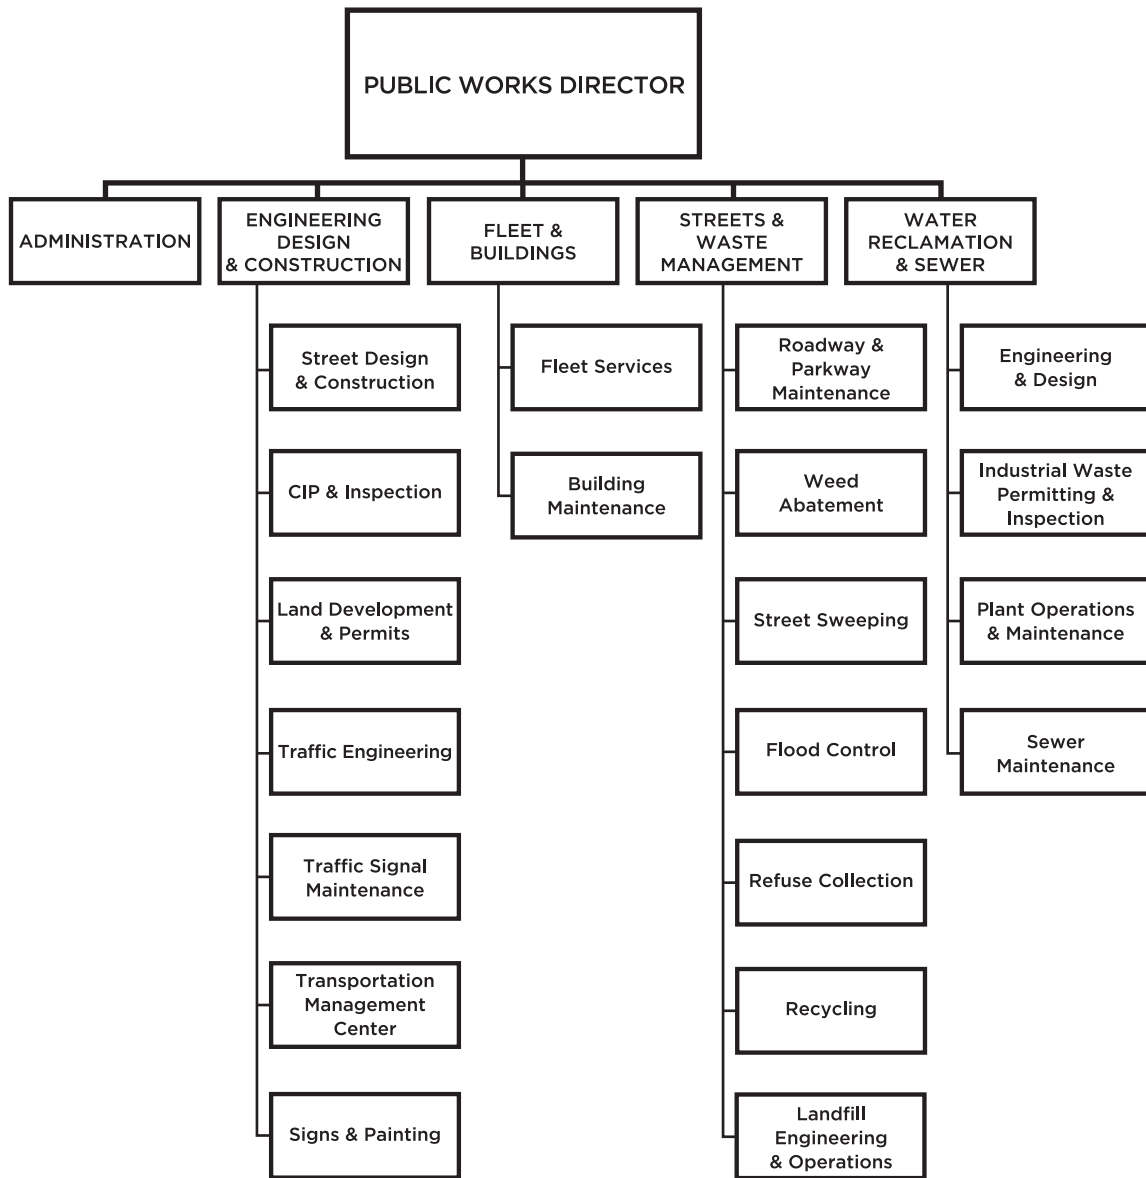 PUBLIC WORKS DIRECTOR
ADMINISTRATION
ENGINEERING
DESIGN
& CONSTRUCTION
FLEET &
BUILDINGS
STREETS &
WASTE
MANAGEMENT
WATER
RECLAMATION
& SEWER
Street Design
& Construction
CIP & Inspection
Land Development
& Permits
Traffic Engineering
Traffic Signal
Maintenance
Transportation
Management
Center
Signs & Painting
Fleet Services
Building
Maintenance
Roadway &
Parkway
Maintenance
Weed
Abatement
Street Sweeping
Flood Control
Refuse Collection
Recycling
Landfill
Engineering
& Operations
Engineering
& Design
Industrial Waste
Permitting &
Inspection
Plant Operations
& Maintenance
Sewer
Maintenance